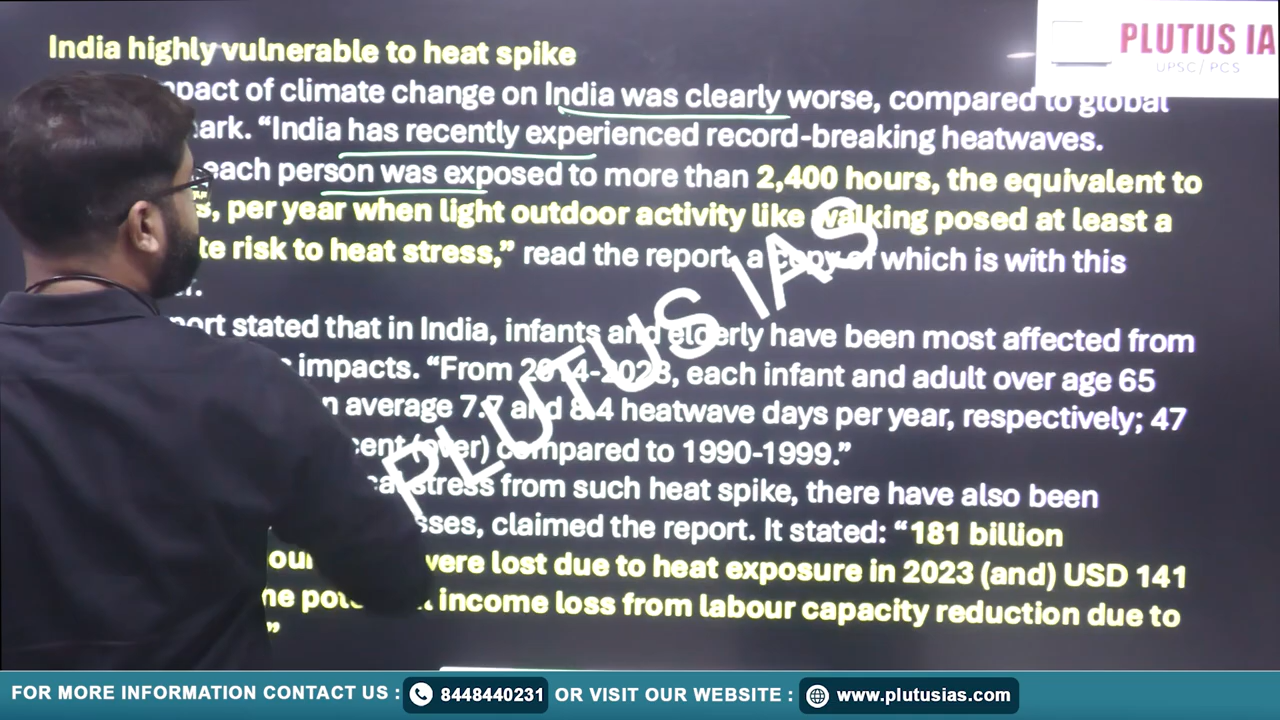 India highly vulnerable to heat spike
PLUTUS IA
UPSC/PCS
pact of climate change on India was clearly worse, compared to global
ark. “India has recently experienced record-breaking heatwaves.
each person was exposed to more than 2,400 hours, the equivalent to
s, per year when light outdoor activity like walking posed at least a
te risk to heat stress,” read the report, a copy of which is with this
r.
port stated that in India, infants and elderly have been most affected from
impacts. “From 2014-2023, each infant and adult over age 65
n average 7.7 and 8.4 heatwave days per year, respectively; 47
cent (over) compared to 1990-1999.”
cal stress from such heat spike, there have also been
sses, claimed the report. It stated: “181 billion
our were lost due to heat exposure in 2023 (and) USD 141
ne pote l income loss from labour capacity reduction due to
”
PLUTUS IAS
FOR MORE INFORMATION CONTACT US : 8448440231 OR VISIT OUR WEBSITE : www.plutusias.com